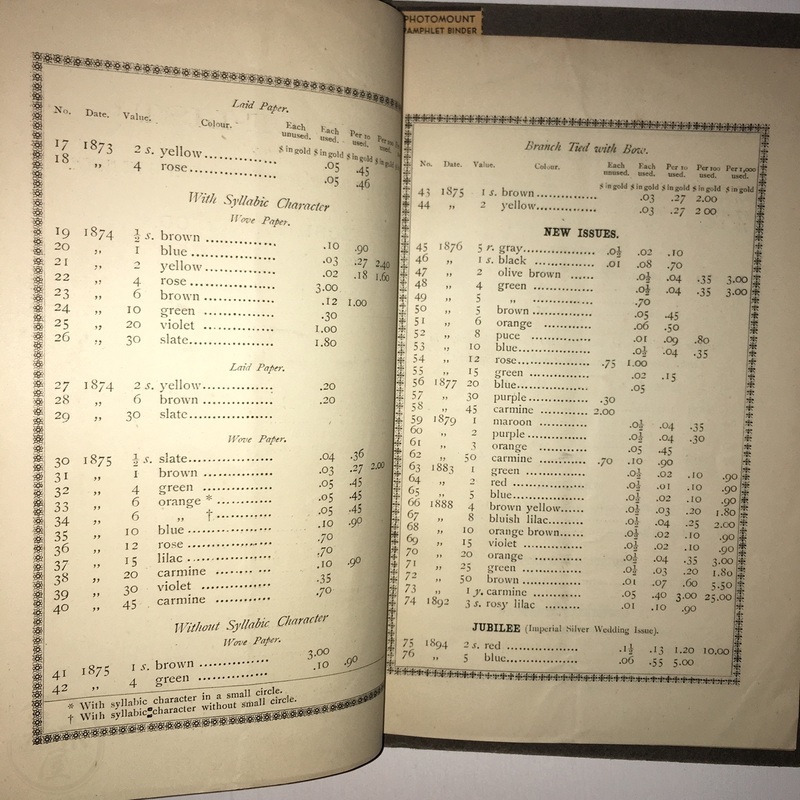 PHOTOMOUNT
PAMPHLET BINDER
Laid Paper.
No. Date. Value. Colour. Each unused. Each used. Per 10 used. Per 100 used.
$ in gold $ in gold $ in gold $ in gold
17 1873 2 s. yellow .05 .45
18 „ 4 rose .05 .46
With Syllabic Character
Wove Paper.
19 1874 ½ s. brown .10 .90
20 „ 1 blue .03 .27 2.40
21 „ 2 yellow .02 .18 1.60
22 „ 4 rose 3.00
23 „ 6 brown .12 1.00
24 „ 10 green .30
25 „ 20 violet 1.00
26 „ 30 slate 1.80
Laid Paper.
27 1874 2 s. yellow .20
28 „ 6 brown .20
29 „ 30 slate
Wove Paper.
30 1875 ½ s. slate .04 .36
31 „ 1 brown .03 .27 2.00
32 „ 4 green .05 .45
33 „ 6 orange * .05 .45
34 „ 6 „ † .05 .45
35 „ 10 blue .10 .90
36 „ 12 rose .70
37 „ 15 lilac .70
38 „ 20 carmine .10 .90
39 „ 30 violet .35
40 „ 45 carmine .70
Without Syllabic Character
Wove Paper.
41 1875 1 s. brown 3.00
42 „ 4 green .10 .90
* With syllabic character in a small circle.
† With syllabic character without small circle.
Branch Tied with Bow.
No. Date. Value. Colour. Each unused. Each used. Per 10 used. Per 100 used. Per 1,000 used.
$ in gold $ in gold $ in gold $ in gold $ in gold
43 1875 1 s. brown .03 .27 2.00
44 „ 2 yellow .03 .27 2 00
NEW ISSUES.
45 1876 5 r. gray .0½ .02 .10
46 „ 1 s. black .01 .08 .70
47 „ 2 olive brown .0½ .04 .35 3.00
48 „ 4 green .0½ .04 .35 3.00
49 „ 5 „ .70
50 „ 5 brown .05 .45
51 „ 6 orange .06 .50
52 „ 8 puce .01 .09 .80
53 „ 10 blue .0½ .04 .35
54 „ 12 rose .75 1.00
55 „ 15 green .02 .15
56 1877 20 blue .05
57 „ 30 purple .30
58 „ 45 carmine 2.00
59 1879 1 maroon .0½ .04 .35
60 „ 2 purple .0½ .04 .30
61 „ 3 orange .05 .45
62 „ 50 carmine .70 .10 .90
63 1883 1 green .0½ .02 .10 .90
64 „ 2 red .0½ .01 .10 .90
65 „ 5 blue .0½ .02 .10 .90
66 1888 4 brown yellow .0½ .03 .20 1.80
67 „ 8 bluish lilac .0½ .04 .25 2.00
68 „ 10 orange brown .0½ .02 .10 .90
69 „ 15 violet .0½ .02 .10 .90
70 „ 20 orange .0½ .04 .35 3.00
71 „ 25 green .0½ .03 .20 1.80
72 „ 50 brown .01 .07 .60 5.50
73 „ 1 y. carmine .05 .40 3.00 25.00
74 1892 3 s. rosy lilac .01 .10 .90
JUBILEE (Imperial Silver Wedding Issue).
75 1894 2 s. red .1½ .13 1.20 10.00
76 „ 5 blue .06 .55 5.00